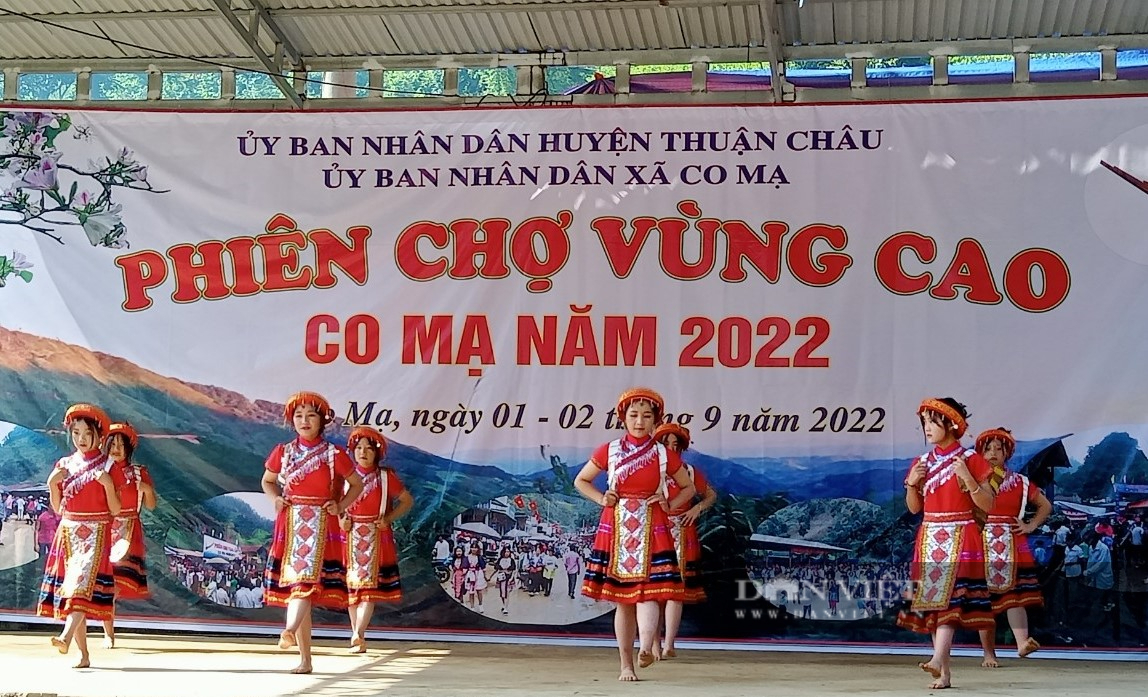 ỦY BAN NHÂN DÂN HUYỆN THUẬN CHÂU
ỦY BAN NHÂN DÂN XÃ CO MẠ
PHIÊN CHỢ VÙNG CAO
CO MẠ NĂM 2022
Mạ, ngày 01 - 02 tháng 9 năm 2022
DÂN VIỆT